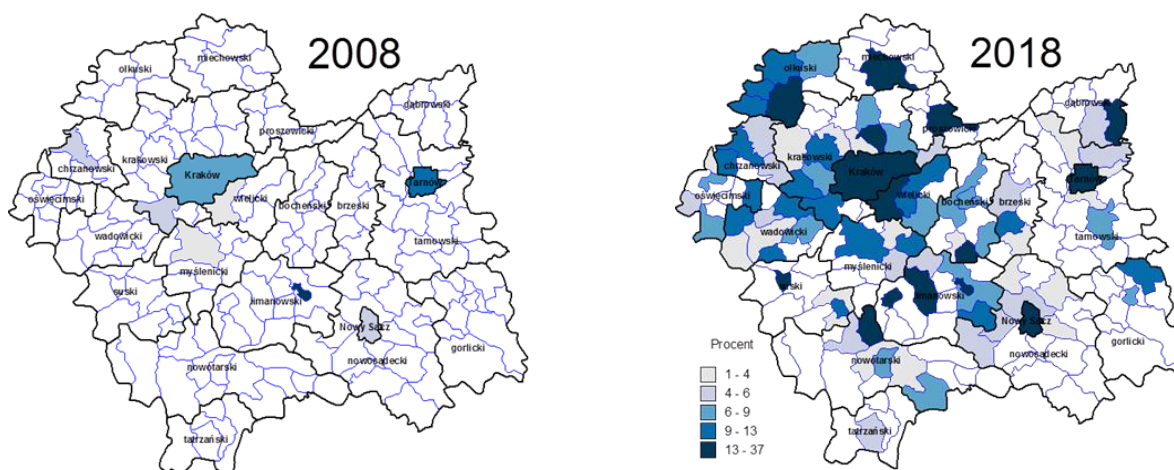 2008
miechowski
olkuski
dąbrowski
proszowicki
chrzanowski
krakowski
Kraków
Tarnów
oświęcimski
wielicki
bocheński
brzeski
wadowicki
tarnowski
myślenicki
suski
limanowski
Nowy Sącz
gorlicki
nowosądecki
nowotarski
tatrzański
2018
miechowski
olkuski
dąbrowski
proszowicki
chrzanowski
krakowski
Kraków
Tarnów
oświęcimski
wielicki
bocheński
brzeski
wadowicki
tarnowski
myślenicki
suski
limanowski
Nowy Sącz
gorlicki
nowosądecki
nowotarski
tatrzański
Procent
1 - 4
4 - 6
6 - 9
9 - 13
13 - 37